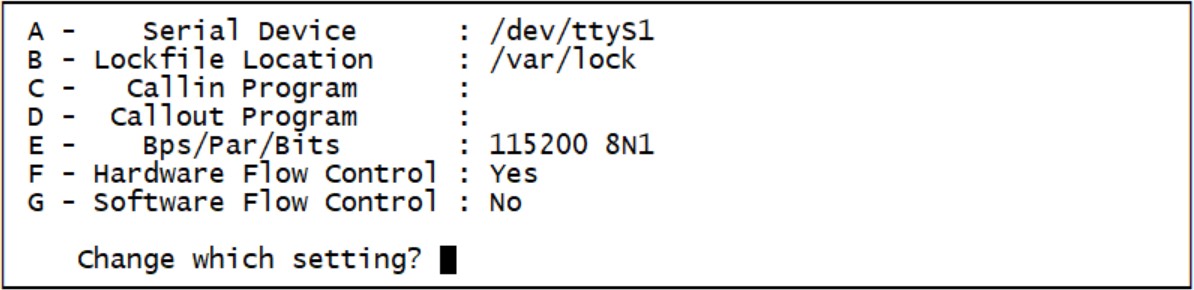 A -    Serial Device      : /dev/ttyS1
B - Lockfile Location     : /var/lock
C -   Callin Program      :
D -  Callout Program      :
E -    Bps/Par/Bits       : 115200 8N1
F - Hardware Flow Control : Yes
G - Software Flow Control : No
Change which setting?